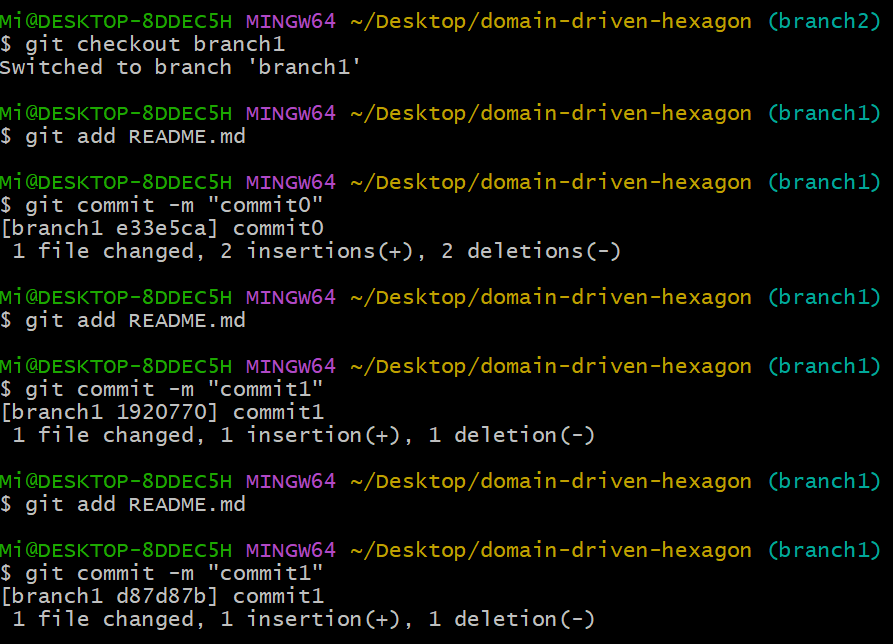 Mi@DESKTOP-8DDEC5H MINGW64 ~/Desktop/domain-driven-hexagon (branch2)
$ git checkout branch1
Switched to branch 'branch1'
Mi@DESKTOP-8DDEC5H MINGW64 ~/Desktop/domain-driven-hexagon (branch1)
$ git add README.md
Mi@DESKTOP-8DDEC5H MINGW64 ~/Desktop/domain-driven-hexagon (branch1)
$ git commit -m "commit0"
[branch1 e33e5ca] commit0
1 file changed, 2 insertions(+), 2 deletions(-)
Mi@DESKTOP-8DDEC5H MINGW64 ~/Desktop/domain-driven-hexagon (branch1)
$ git add README.md
Mi@DESKTOP-8DDEC5H MINGW64 ~/Desktop/domain-driven-hexagon (branch1)
$ git commit -m "commit1"
[branch1 1920770] commit1
1 file changed, 1 insertion(+), 1 deletion(-)
Mi@DESKTOP-8DDEC5H MINGW64 ~/Desktop/domain-driven-hexagon (branch1)
$ git add README.md
Mi@DESKTOP-8DDEC5H MINGW64 ~/Desktop/domain-driven-hexagon (branch1)
$ git commit -m "commit1"
[branch1 d87d87b] commit1
1 file changed, 1 insertion(+), 1 deletion(-)